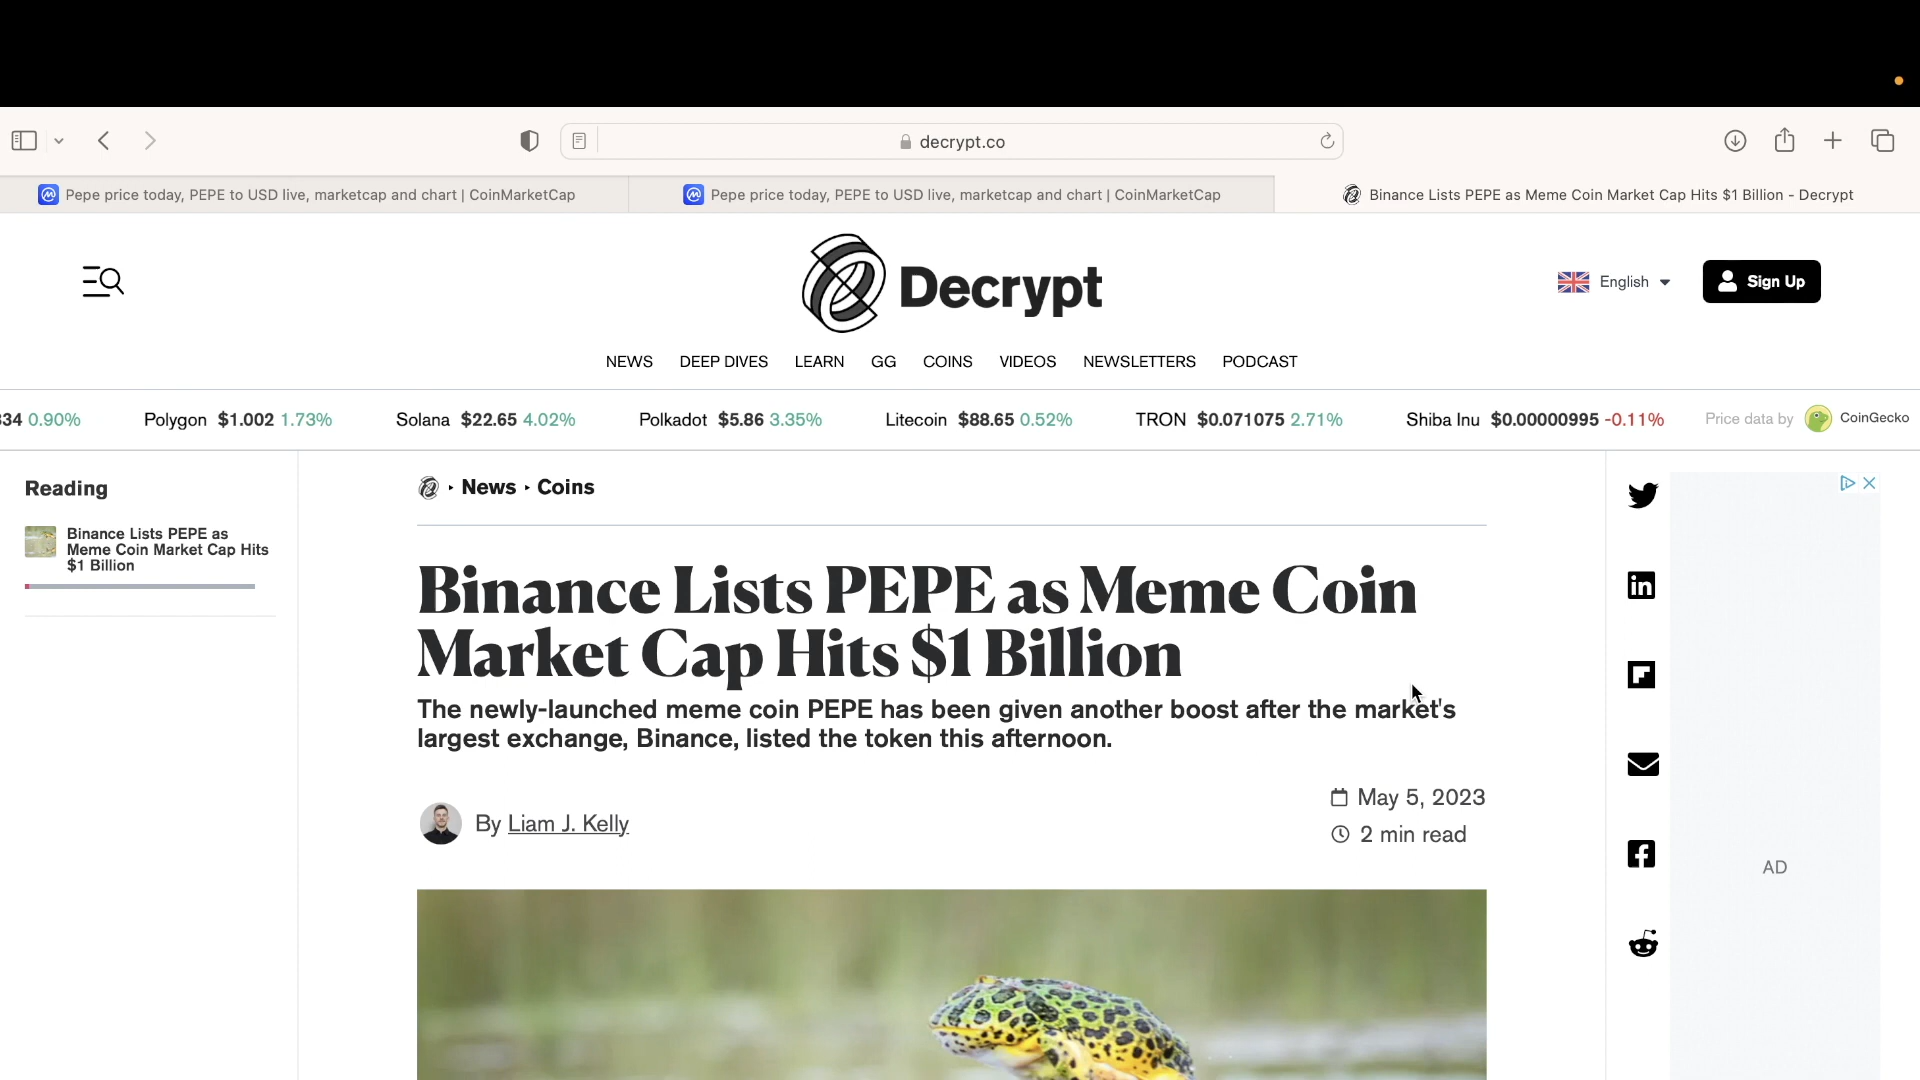 decrypt.co
Pepe price today, PEPE to USD live, marketcap and chart | CoinMarketCap
Pepe price today, PEPE to USD live, marketcap and chart | CoinMarketCap
Binance Lists PEPE as Meme Coin Market Cap Hits $1 Billion - Decrypt
Decrypt
English
Sign Up
NEWS DEEP DIVES LEARN GG COINS VIDEOS NEWSLETTERS PODCAST
334 0.90% Polygon $1.002 1.73% Solana $22.65 4.02% Polkadot $5.86 3.35% Litecoin $88.65 0.52% TRON $0.071075 2.71% Shiba Inu $0.00000995 -0.11% Price data by CoinGecko
Reading
Binance Lists PEPE as
Meme Coin Market Cap Hits
$1 Billion
News Coins
Binance Lists PEPE as Meme Coin
Market Cap Hits $1 Billion
The newly-launched meme coin PEPE has been given another boost after the market's
largest exchange, Binance, listed the token this afternoon.
By Liam J. Kelly
May 5, 2023
2 min read
AD